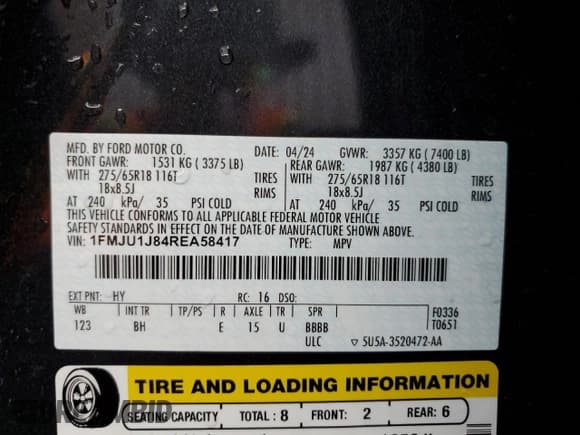 MFD. BY FORD MOTOR CO. 04/24 GVWR: 3357 KG ( 7400 LB)
FRONT GAWR: 1531 KG ( 3375 LB) REAR GAWR: 1987 KG ( 4380 LB)
WITH 275/65R18 116T TIRES WITH 275/65R18 116T TIRES
18x8.5J RIMS 18x8.5J RIMS
AT 240 kPa/ 35 PSI COLD AT 240 kPa/ 35 PSI COLD
THIS VEHICLE CONFORMS TO ALL APPLICABLE FEDERAL MOTOR VEHICLE
SAFETY STANDARDS IN EFFECT ON THE DATE OF MANUFACTURE SHOWN ABOVE.
VIN: 1FMJU1J84REA58417 TYPE: MPV
EXT PNT: HY RC: 16 DSO:
WB INT TR TP/PS R AXLE TR SPR F0336
123 BH E 15 U BBBB T0651
ULC ▽ 5U5A-3520472-AA
TIRE AND LOADING INFORMATION
SEATING CAPACITY TOTAL : 8 FRONT: 2 REAR: 6